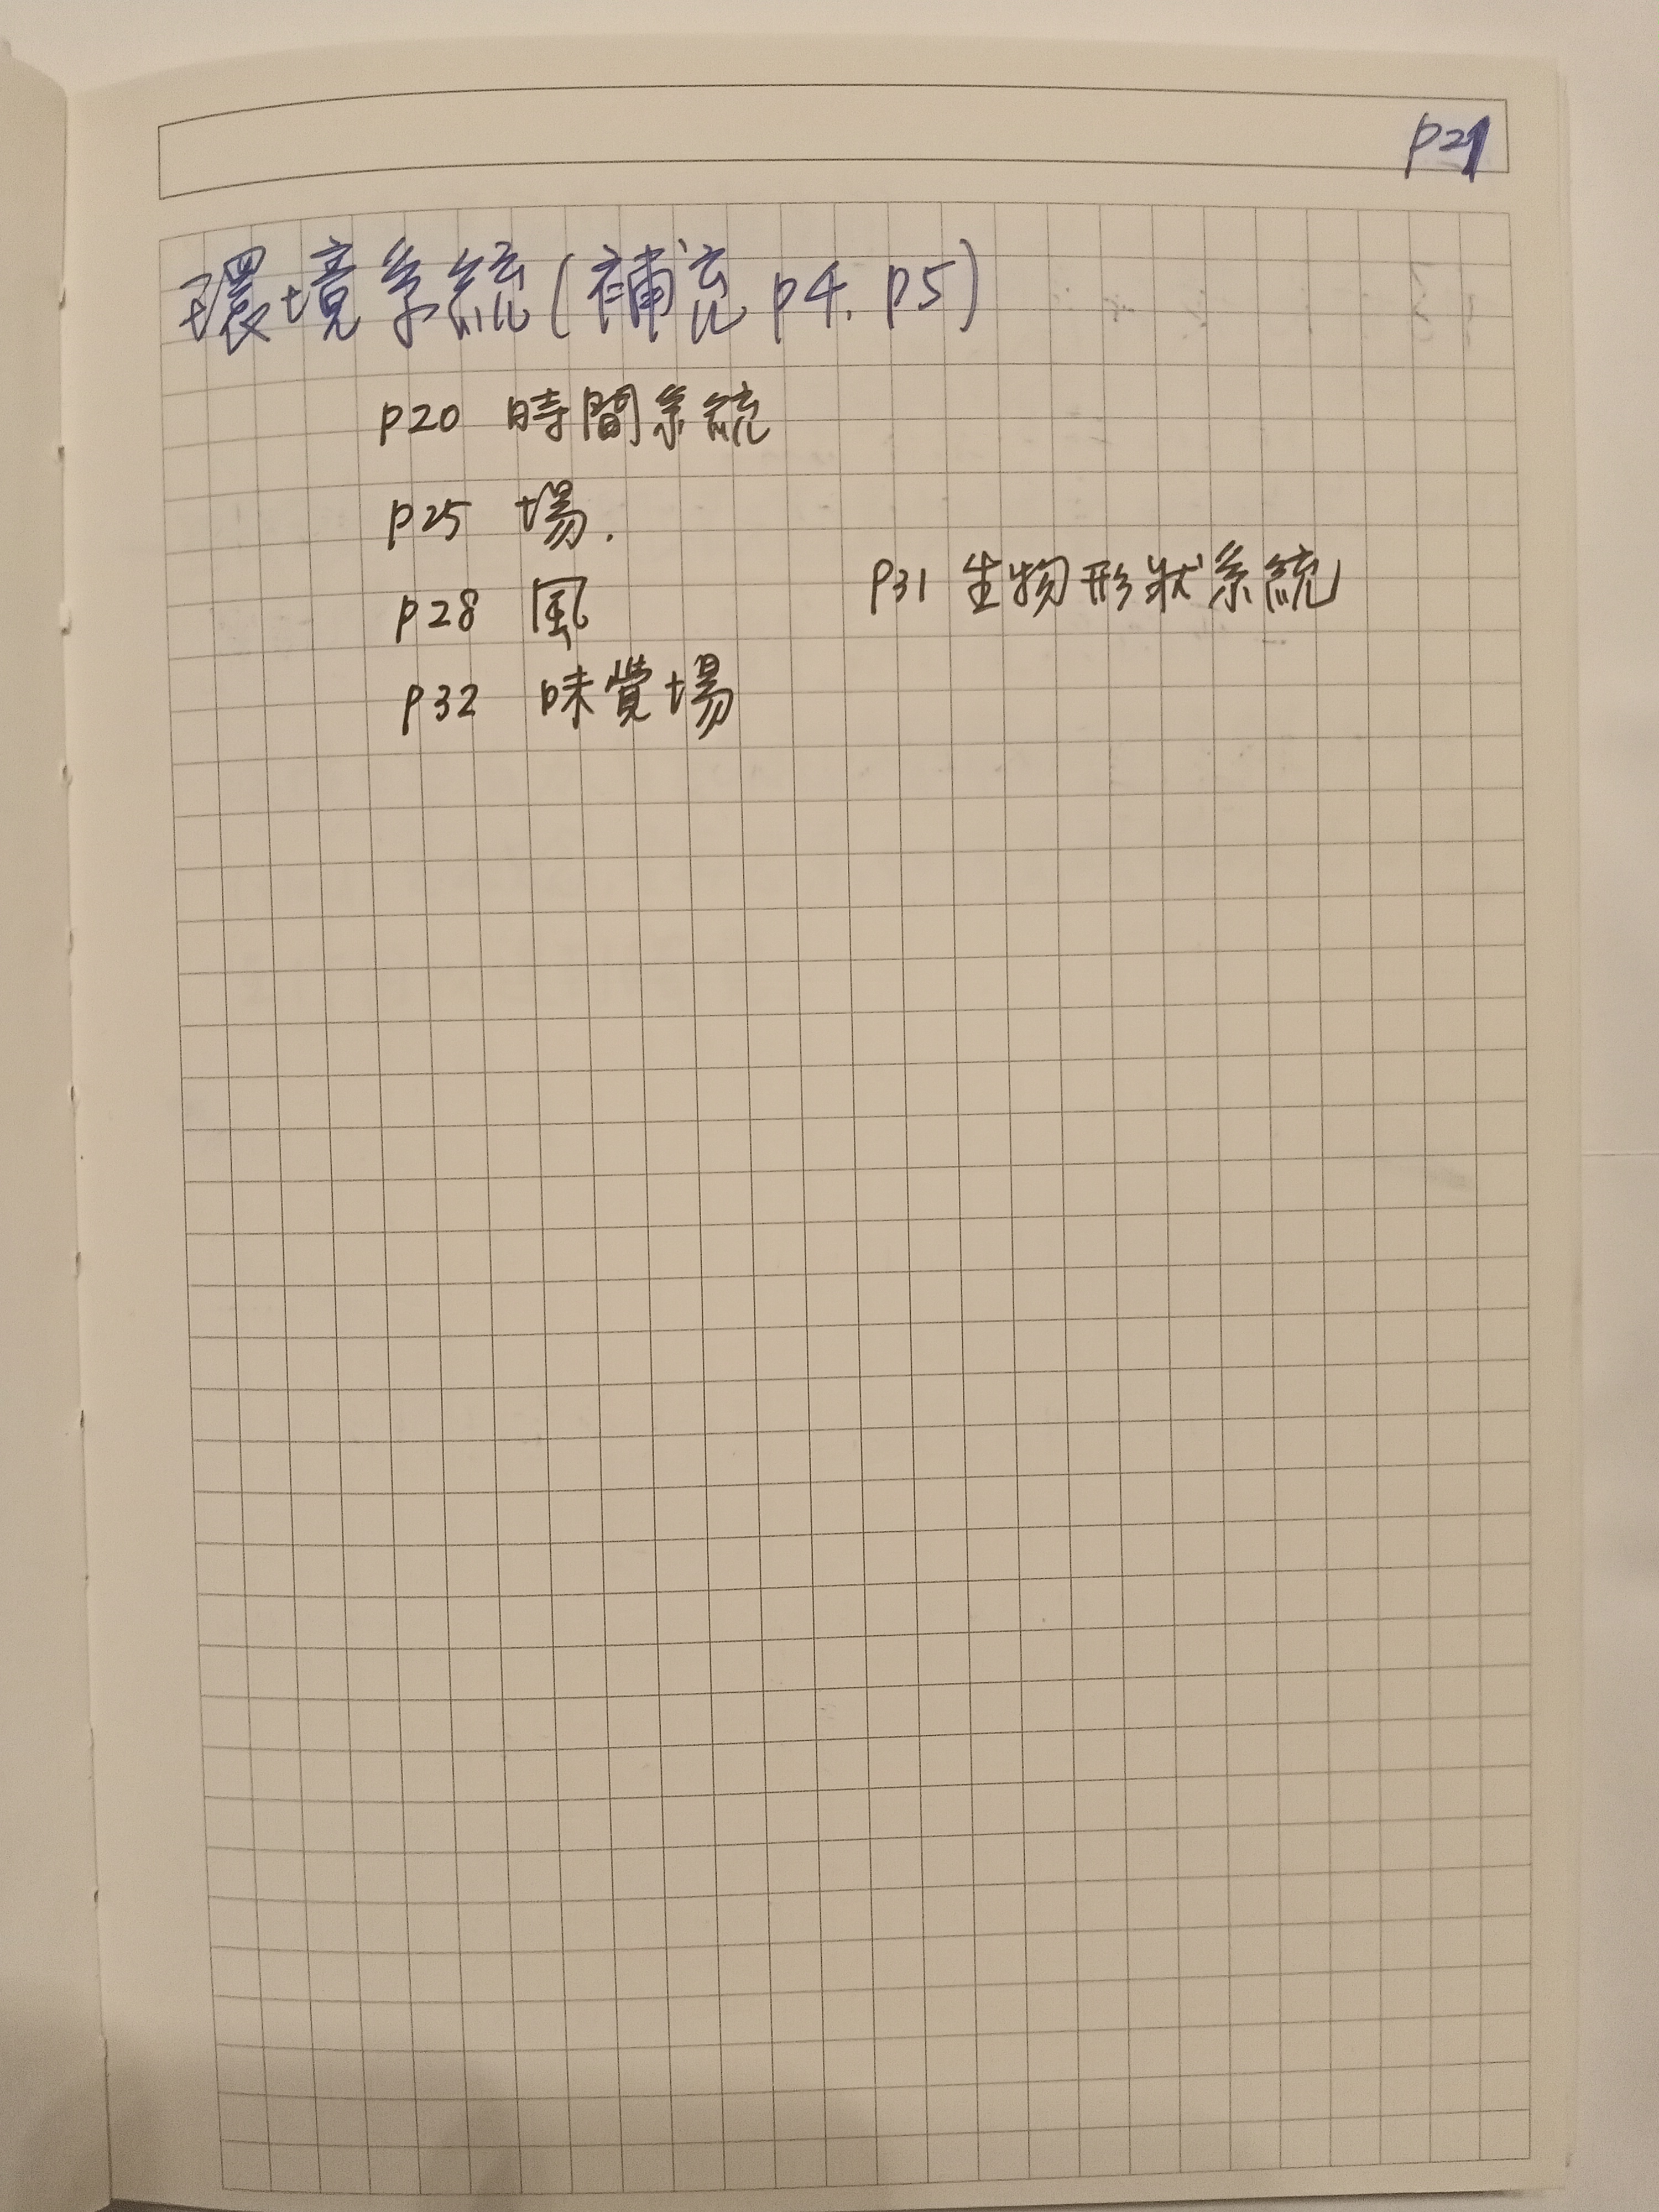 p21
環境系統(補充 p4. p5)
p20 時間系統
p25 場.
p28 風
p31 生物形狀系統
p32 味覺場